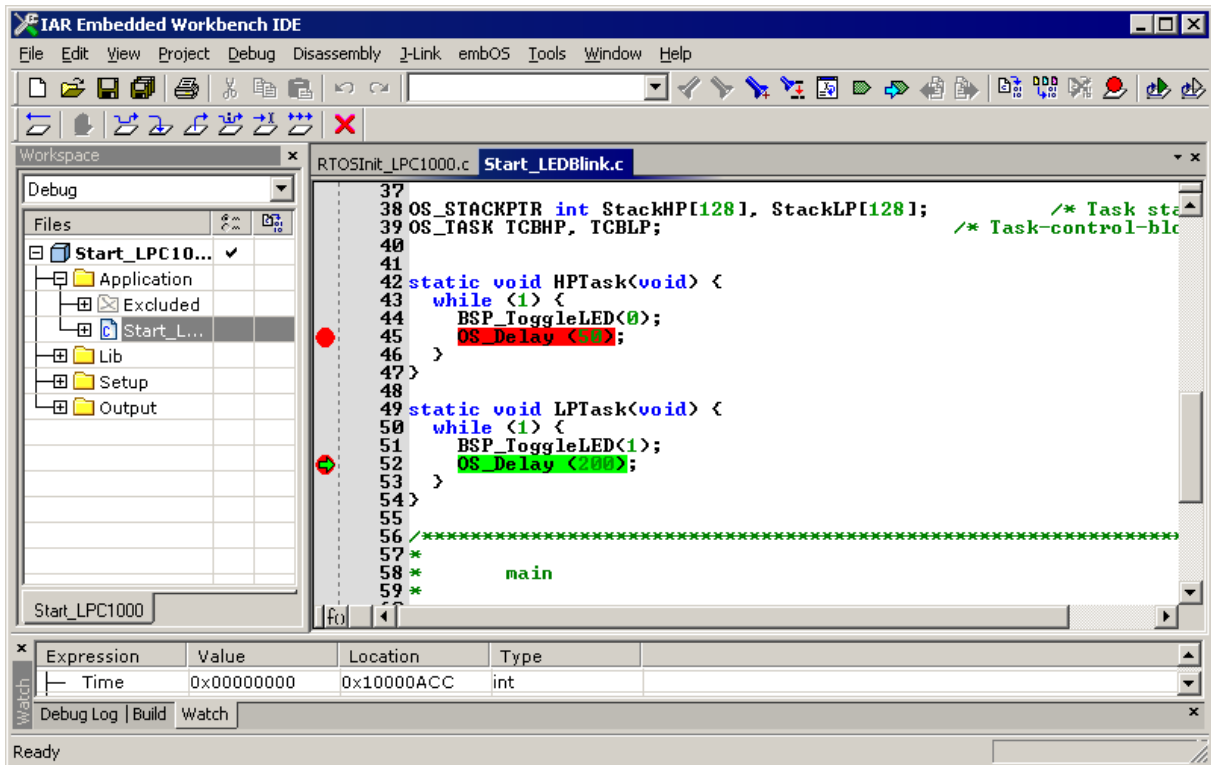 IAR Embedded Workbench IDE
File Edit View Project Debug Disassembly J-Link embOS Tools Window Help
Workspace
RTOSInit_LPC1000.c Start_LEDBlink.c
Debug
Files
Start_LPC10...
Application
Excluded
Start_L...
Lib
Setup
Output
Start_LPC1000
37
38 OS_STACKPTR int StackHP[128], StackLP[128]; /* Task sta
39 OS_TASK TCBHP, TCBLP; /* Task-control-blo
40
41
42 static void HPTask(void) {
43 while (1) {
44 BSP_ToggleLED(0);
45 OS_Delay (50);
46 }
47 }
48
49 static void LPTask(void) {
50 while (1) {
51 BSP_ToggleLED(1);
52 OS_Delay (200);
53 }
54 }
55
56 /**************************************************************
57 *
58 * main
59 *
f()
Expression Value Location Type
Time 0x00000000 0x10000ACC int
Watch
Debug Log Build Watch
Ready